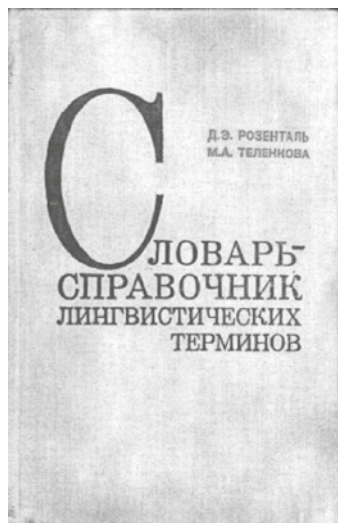 Д.Э. РОЗЕНТАЛЬ
М.А. ТЕЛЕНКОВА
СЛОВАРЬ-
СПРАВОЧНИК
ЛИНГВИСТИЧЕСКИХ
ТЕРМИНОВ